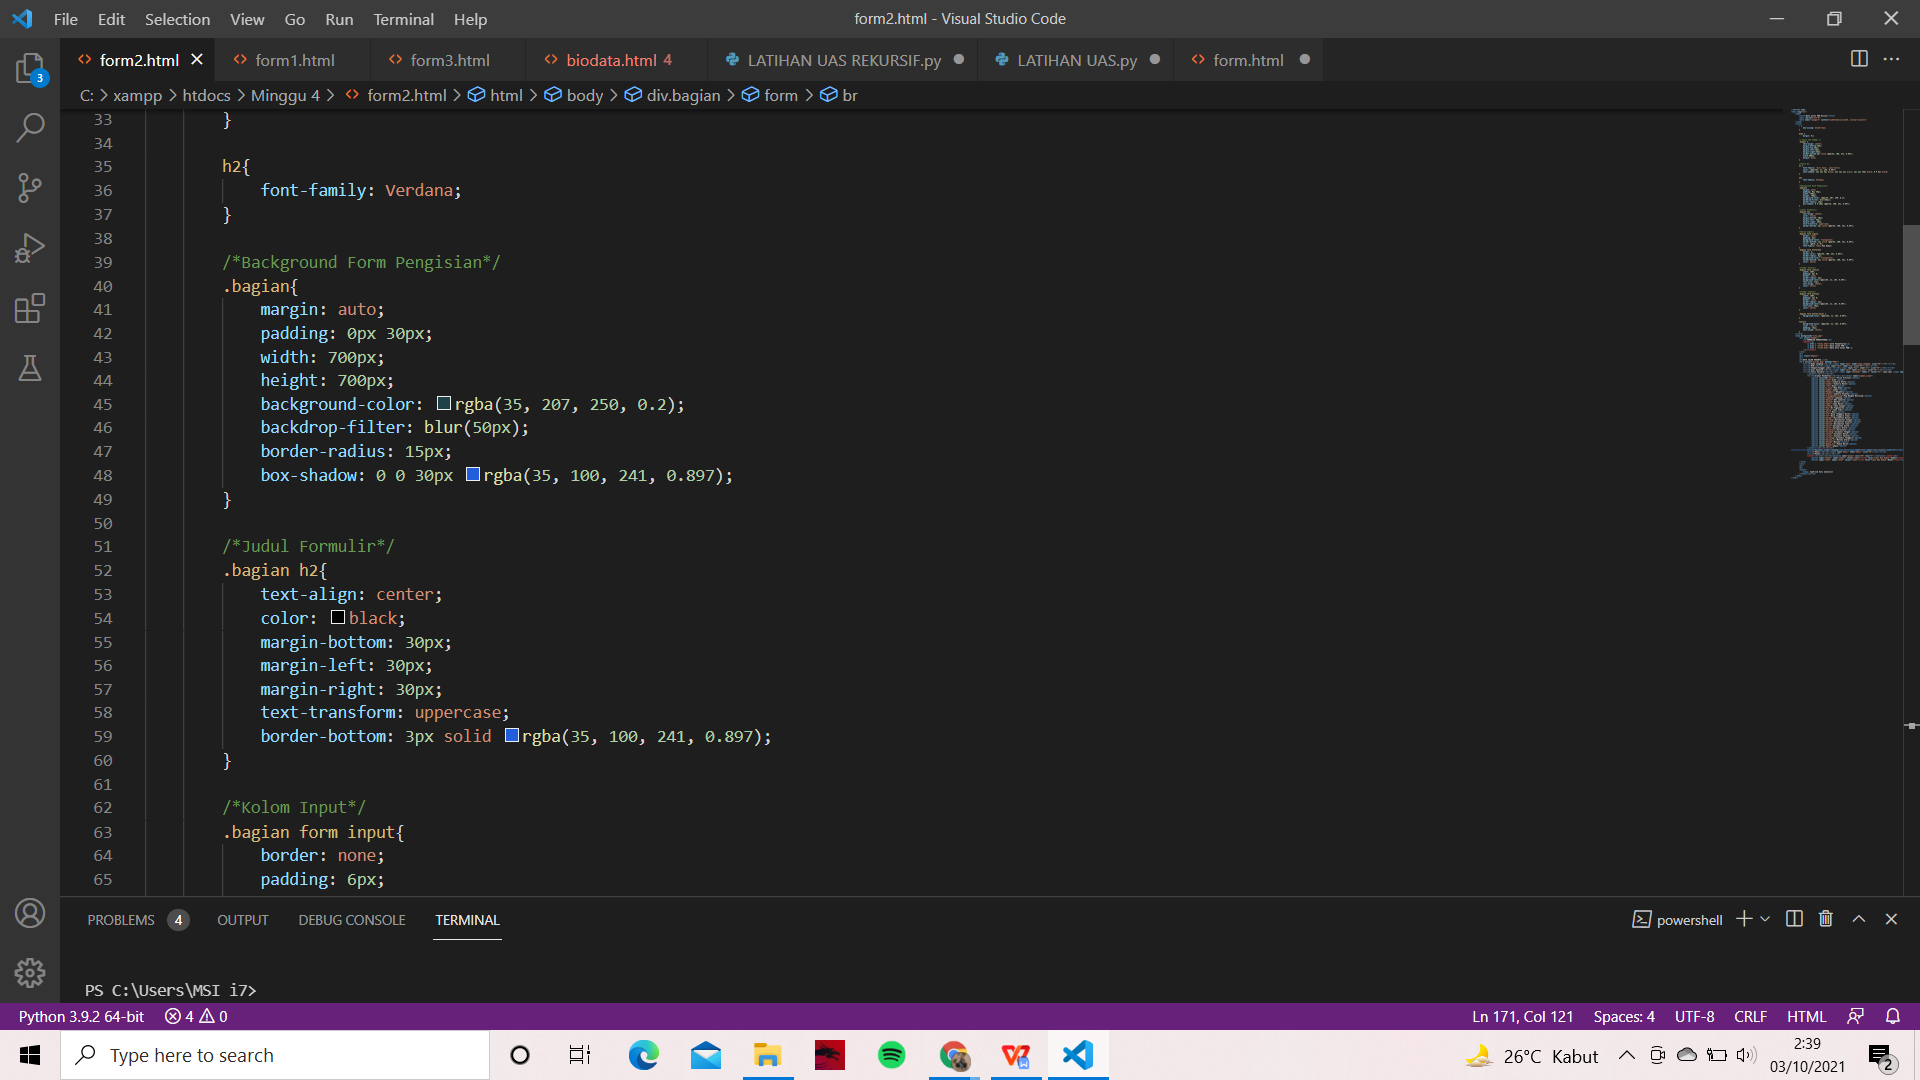 File Edit Selection View Go Run Terminal Help
form2.html - Visual Studio Code
form2.html form1.html form3.html biodata.html 4 LATIHAN UAS REKURSIF.py LATIHAN UAS.py form.html
C: > xampp > htdocs > Minggu 4 > form2.html > html > body > div.bagian > form > br
3
33 }
34
35 h2{
36 font-family: Verdana;
37 }
38
39 /*Background Form Pengisian*/
40 .bagian{
41 margin: auto;
42 padding: 0px 30px;
43 width: 700px;
44 height: 700px;
45 background-color: rgba(35, 207, 250, 0.2);
46 backdrop-filter: blur(50px);
47 border-radius: 15px;
48 box-shadow: 0 0 30px rgba(35, 100, 241, 0.897);
49 }
50
51 /*Judul Formulir*/
52 .bagian h2{
53 text-align: center;
54 color: black;
55 margin-bottom: 30px;
56 margin-left: 30px;
57 margin-right: 30px;
58 text-transform: uppercase;
59 border-bottom: 3px solid rgba(35, 100, 241, 0.897);
60 }
61
62 /*Kolom Input*/
63 .bagian form input{
64 border: none;
65 padding: 6px;
PROBLEMS 4 OUTPUT DEBUG CONSOLE TERMINAL powershell
PS C:\Users\MSI i7>
Python 3.9.2 64-bit 4 0 Ln 171, Col 121 Spaces: 4 UTF-8 CRLF HTML
Type here to search 26°C Kabut 2:39
03/10/2021 2